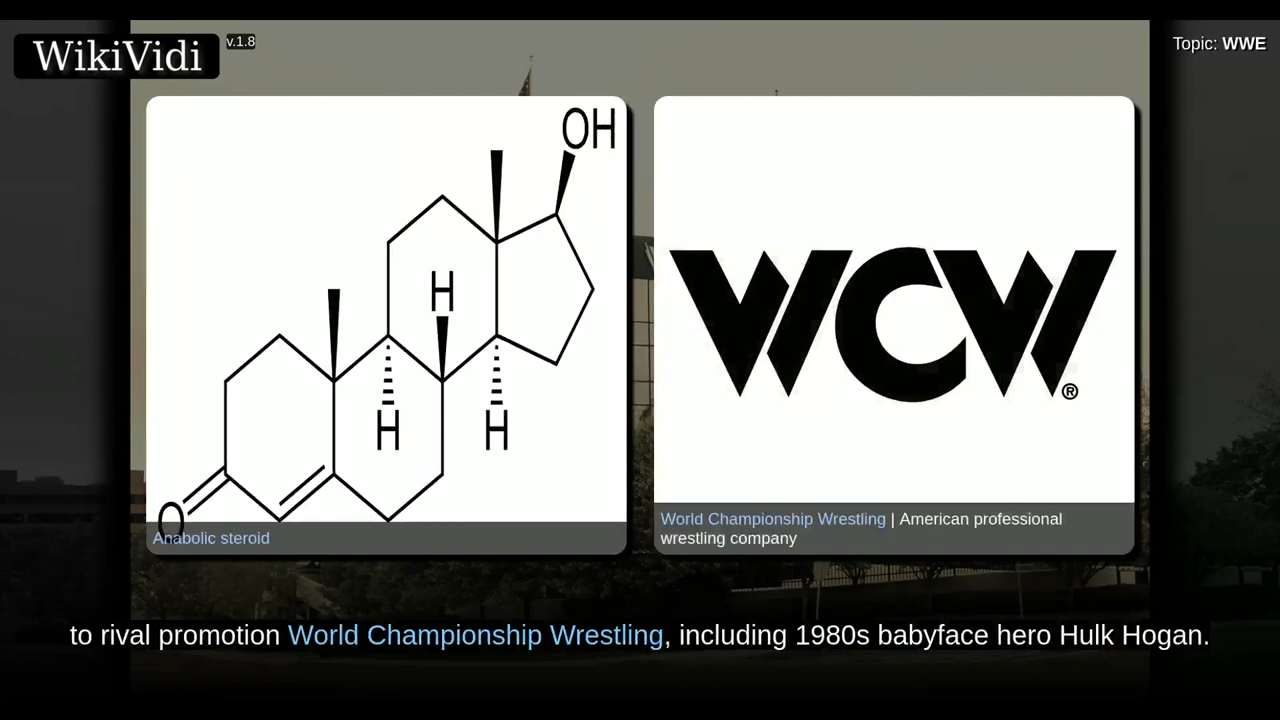 WikiVidi
v.1.8
Topic: WWE
OH
H
H
H
O
Anabolic steroid
WCW
®
World Championship Wrestling | American professional
wrestling company
to rival promotion World Championship Wrestling, including 1980s babyface hero Hulk Hogan.